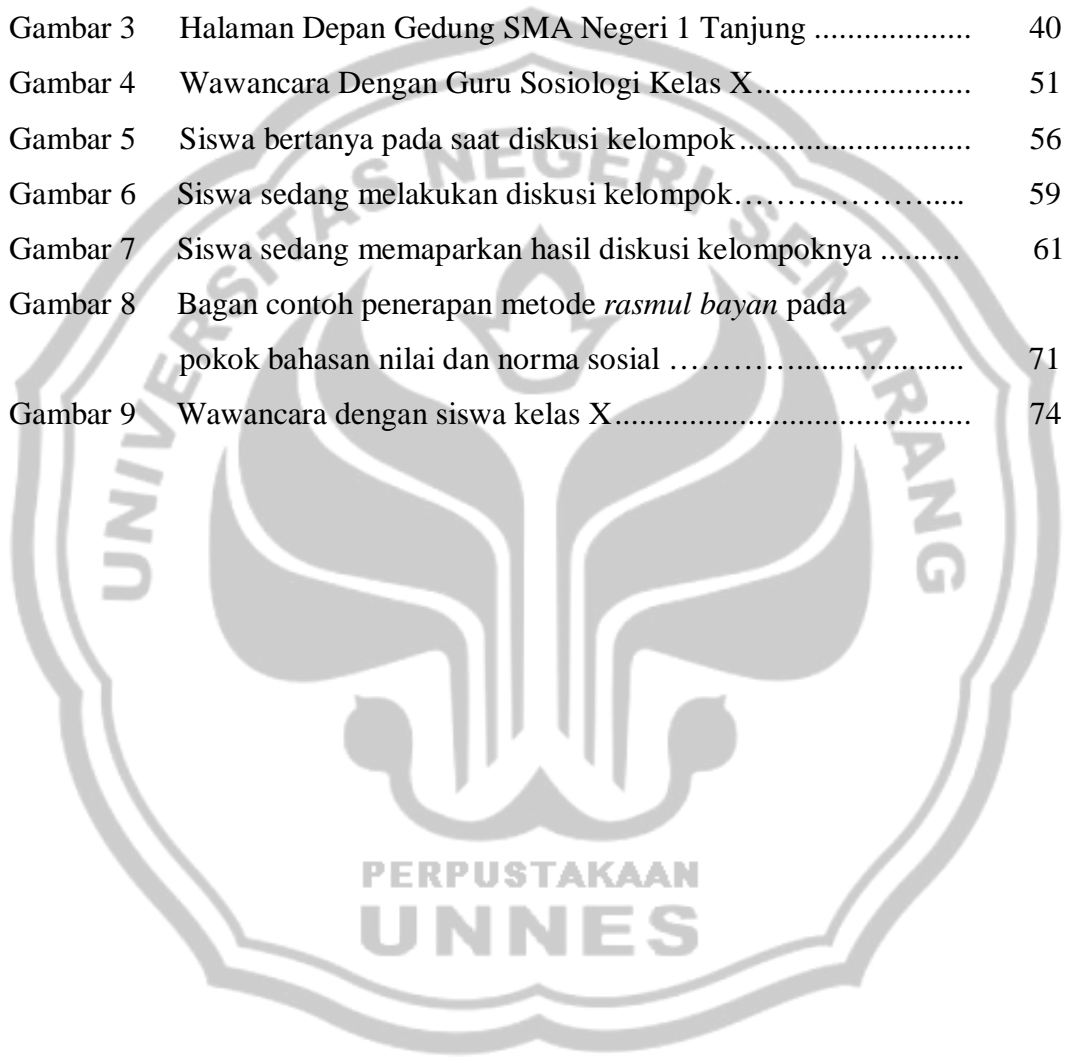 Gambar 3 Halaman Depan Gedung SMA Negeri 1 Tanjung ................... 40
Gambar 4 Wawancara Dengan Guru Sosiologi Kelas X......................... 51
Gambar 5 Siswa bertanya pada saat diskusi kelompok........................... 56
Gambar 6 Siswa sedang melakukan diskusi kelompok…………………..... 59
Gambar 7 Siswa sedang memaparkan hasil diskusi kelompoknya .......... 61
Gambar 8 Bagan contoh penerapan metode rasmul bayan pada
pokok bahasan nilai dan norma sosial …………..................... 71
Gambar 9 Wawancara dengan siswa kelas X......................................... 74
UNIVERSITAS NEGERI SEMARANG
PERPUSTAKAAN
UNNES